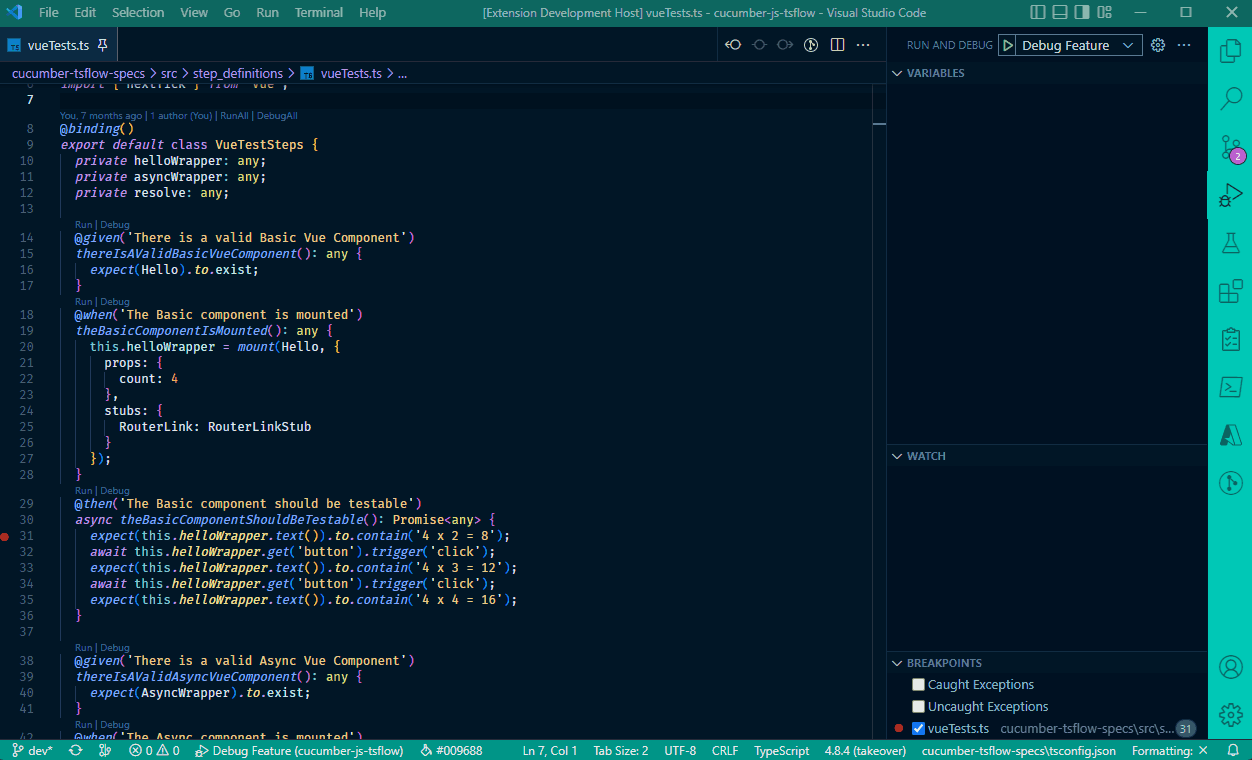 File Edit Selection View Go Run Terminal Help [Extension Development Host] vueTests.ts - cucumber-js-tsflow - Visual Studio Code
vueTests.ts
RUN AND DEBUG Debug Feature
cucumber-tsflow-specs > src > step_definitions > vueTests.ts > ...
VARIABLES
6 import { nextTick } from 'vue';
7
You, 7 months ago | 1 author (You) | RunAll | DebugAll
8 @binding()
9 export default class VueTestSteps {
10 private helloWrapper: any;
11 private asyncWrapper: any;
12 private resolve: any;
13
Run | Debug
14 @given('There is a valid Basic Vue Component')
15 thereIsAValidBasicVueComponent(): any {
16 expect(Hello).to.exist;
17 }
Run | Debug
18 @when('The Basic component is mounted')
19 theBasicComponentIsMounted(): any {
20 this.helloWrapper = mount(Hello, {
21 props: {
22 count: 4
23 },
24 stubs: {
25 RouterLink: RouterLinkStub
26 }
27 });
28 }
Run | Debug
29 @then('The Basic component should be testable')
30 async theBasicComponentShouldBeTestable(): Promise<any> {
31 expect(this.helloWrapper.text()).to.contain('4 x 2 = 8');
32 await this.helloWrapper.get('button').trigger('click');
33 expect(this.helloWrapper.text()).to.contain('4 x 3 = 12');
34 await this.helloWrapper.get('button').trigger('click');
35 expect(this.helloWrapper.text()).to.contain('4 x 4 = 16');
36 }
37
Run | Debug
38 @given('There is a valid Async Vue Component')
39 thereIsAValidAsyncVueComponent(): any {
40 expect(AsyncWrapper).to.exist;
41 }
Run | Debug
42 @when('The Async component is mounted')
WATCH
BREAKPOINTS
Caught Exceptions
Uncaught Exceptions
vueTests.ts cucumber-tsflow-specs\src\s... 31
2
dev* 0 0 Debug Feature (cucumber-js-tsflow) #009688 Ln 7, Col 1 Tab Size: 2 UTF-8 CRLF TypeScript 4.8.4 (takeover) cucumber-tsflow-specs\tsconfig.json Formatting: ×